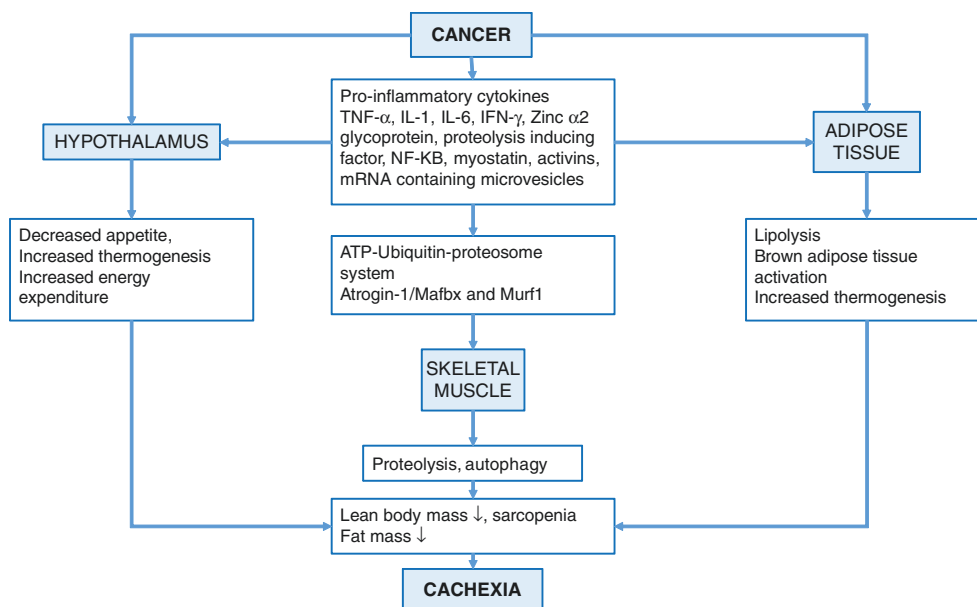 CANCER
Pro-inflammatory cytokines
TNF-α, IL-1, IL-6, IFN-γ, Zinc α2
glycoprotein, proteolysis inducing
factor, NF-KB, myostatin, activins,
mRNA containing microvesicles
HYPOTHALAMUS
ADIPOSE
TISSUE
Decreased appetite,
Increased thermogenesis
Increased energy
expenditure
ATP-Ubiquitin-proteosome
system
Atrogin-1/Mafbx and Murf1
Lipolysis
Brown adipose tissue
activation
Increased thermogenesis
SKELETAL
MUSCLE
Proteolysis, autophagy
Lean body mass ↓, sarcopenia
Fat mass ↓
CACHEXIA